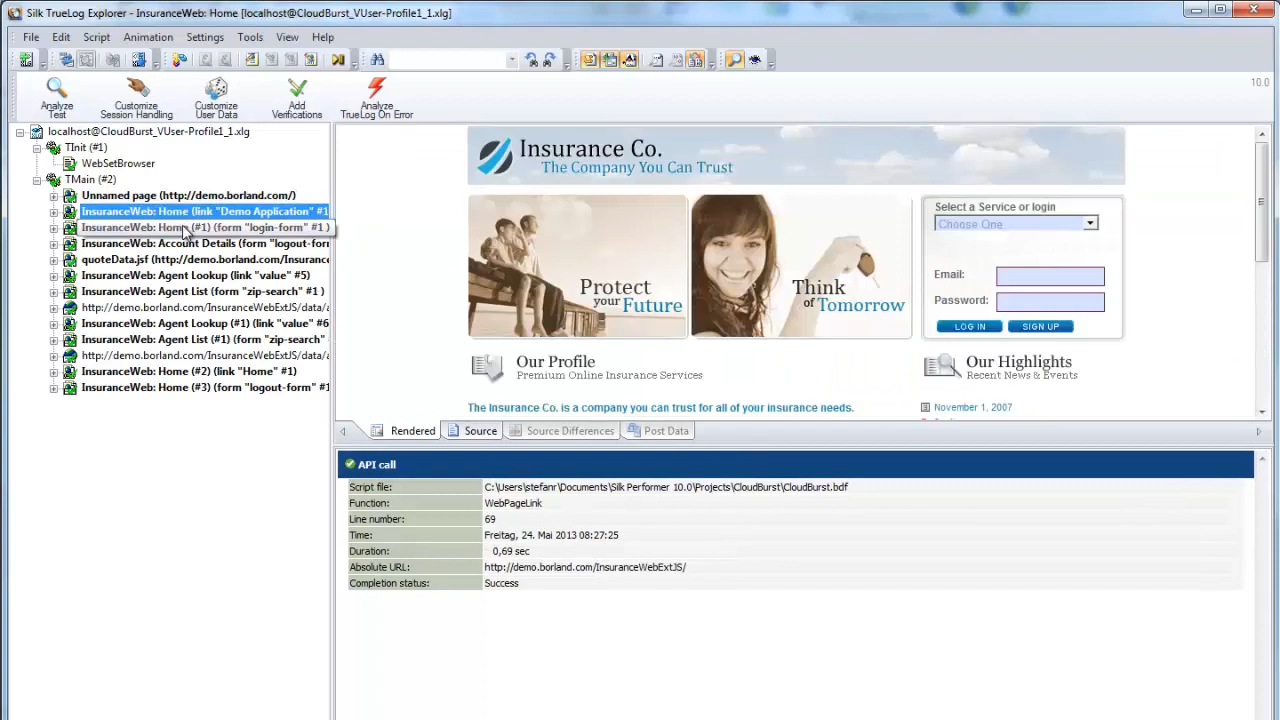 Silk TrueLog Explorer - InsuranceWeb: Home [localhost@CloudBurst_VUser-Profile1_1.xlg]
File Edit Script Animation Settings Tools View Help
10.0
Analyze Test
Customize Session Handling
Customize User Data
Add Verifications
Analyze TrueLog On Error
localhost@CloudBurst_VUser-Profile1_1.xlg
TInit (#1)
WebSetBrowser
TMain (#2)
Unnamed page (http://demo.borland.com/)
InsuranceWeb: Home (link "Demo Application" #1
InsuranceWeb: Home (#1) (form "login-form" #1 )
InsuranceWeb: Account Details (form "logout-for
quoteData.jsf (http://demo.borland.com/Insurance
InsuranceWeb: Agent Lookup (link "value" #5)
InsuranceWeb: Agent List (form "zip-search" #1 )
http://demo.borland.com/InsuranceWebExtJS/data/a
InsuranceWeb: Agent Lookup (#1) (link "value" #6
InsuranceWeb: Agent List (#1) (form "zip-search"
http://demo.borland.com/InsuranceWebExtJS/data/a
InsuranceWeb: Home (#2) (link "Home" #1)
InsuranceWeb: Home (#3) (form "logout-form" #1
Insurance Co.
The Company You Can Trust
Protect
your Future
Think
of Tomorrow
Select a Service or login
Choose One
Email:
Password:
LOG IN SIGN UP
Our Profile
Premium Online Insurance Services
Our Highlights
Recent News & Events
The Insurance Co. is a company you can trust for all of your insurance needs.
November 1, 2007
Rendered Source Source Differences Post Data
API call
Script file: C:\Users\stefanr\Documents\Silk Performer 10.0\Projects\CloudBurst\CloudBurst.bdf
Function: WebPageLink
Line number: 69
Time: Freitag, 24. Mai 2013 08:27:25
Duration: 0,69 sec
Absolute URL: http://demo.borland.com/InsuranceWebExtJS/
Completion status: Success